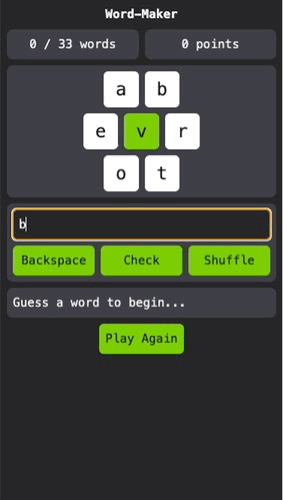 Word-Maker
0 / 33 words 0 points
a b
e v r
o t
b
Backspace Check Shuffle
Guess a word to begin...
Play Again